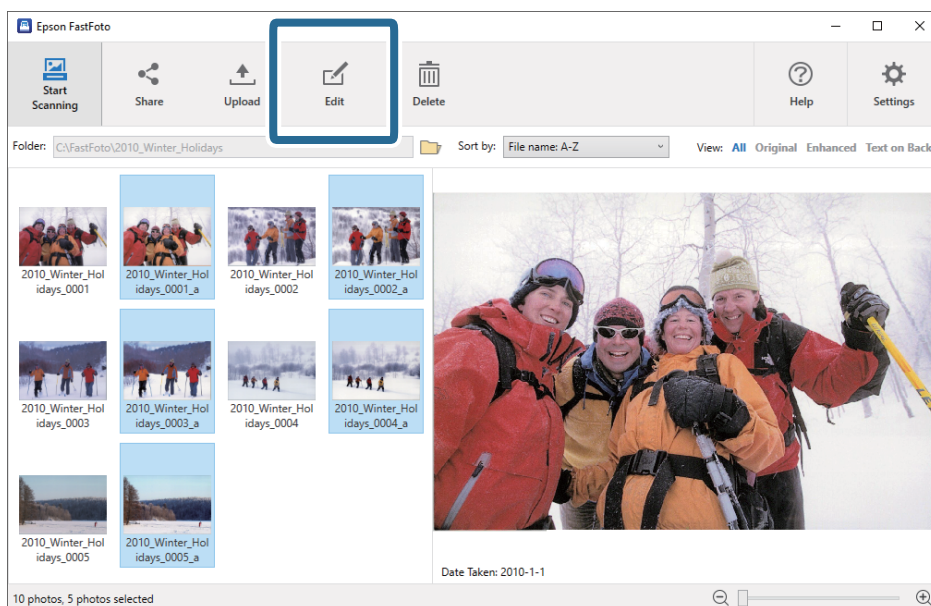 Epson FastFoto
Start
Scanning
Share
Upload
Edit
Delete
Help
Settings
Folder: C:\FastFoto\2010_Winter_Holidays
Sort by: File name: A-Z
View: All Original Enhanced Text on Back
2010_Winter_Hol
idays_0001
2010_Winter_Hol
idays_0001_a
2010_Winter_Hol
idays_0002
2010_Winter_Hol
idays_0002_a
2010_Winter_Hol
idays_0003
2010_Winter_Hol
idays_0003_a
2010_Winter_Hol
idays_0004
2010_Winter_Hol
idays_0004_a
2010_Winter_Hol
idays_0005
2010_Winter_Hol
idays_0005_a
Date Taken: 2010-1-1
10 photos, 5 photos selected